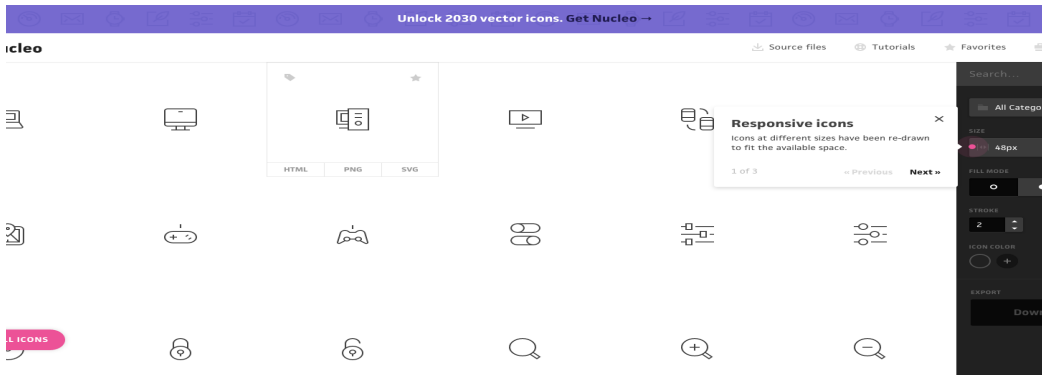 Unlock 2030 vector icons. Get Nucleo →
ucleo
Source files
Tutorials
Favorites
Search...
All Catego
Responsive icons
Icons at different sizes have been re-drawn
to fit the available space.
1 of 3
« Previous
Next »
SIZE
48px
HTML
PNG
SVG
FILL MODE
STROKE
2
ICON COLOR
EXPORT
Dow
LL ICONS